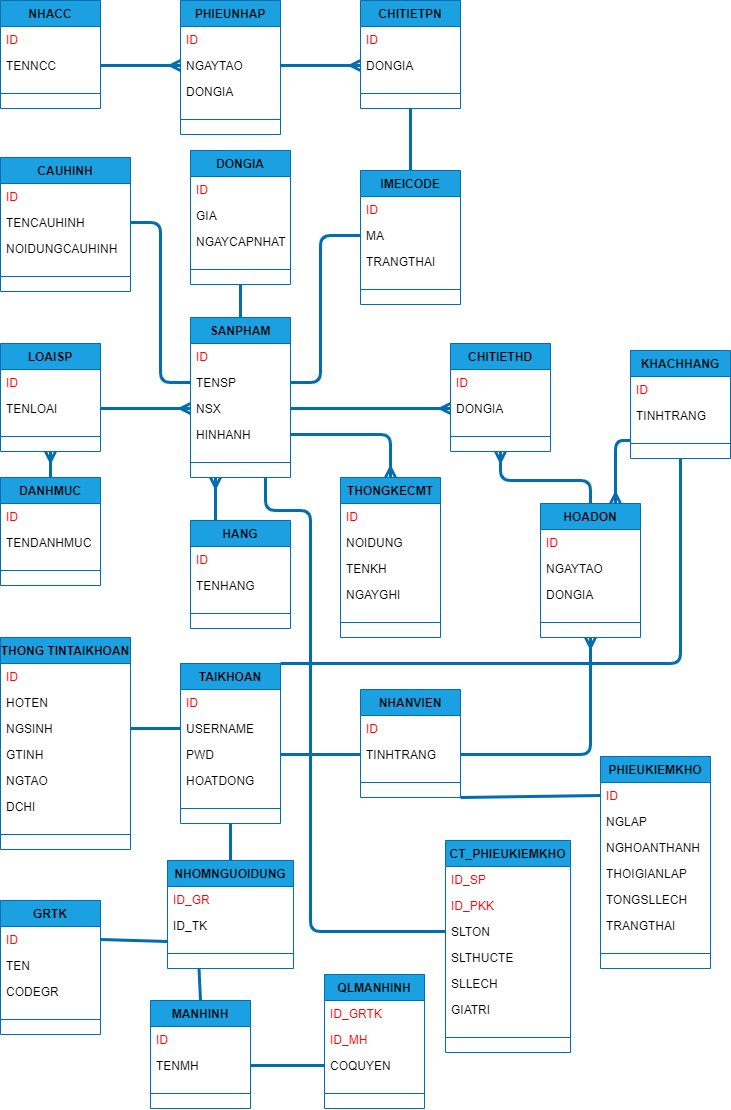 NHACC
ID
TENNCC
PHIEUNHAP
ID
NGAYTAO
DONGIA
CHITIETPN
ID
DONGIA
CAUHINH
ID
TENCAUHINH
NOIDUNGCAUHINH
DONGIA
ID
GIA
NGAYCAPNHAT
IMEICODE
ID
MA
TRANGTHAI
LOAISP
ID
TENLOAI
SANPHAM
ID
TENSP
NSX
HINHANH
CHITIETHD
ID
DONGIA
KHACHHANG
ID
TINHTRANG
DANHMUC
ID
TENDANHMUC
HANG
ID
TENHANG
THONGKECMT
ID
NOIDUNG
TENKH
NGAYGHI
HOADON
ID
NGAYTAO
DONGIA
THONG TINTAIKHOAN
ID
HOTEN
NGSINH
GTINH
NGTAO
DCHI
TAIKHOAN
ID
USERNAME
PWD
HOATDONG
NHANVIEN
ID
TINHTRANG
PHIEUKIEMKHO
ID
NGLAP
NGHOANTHANH
THOIGIANLAP
TONGSLLECH
TRANGTHAI
CT_PHIEUKIEMKHO
ID_SP
ID_PKK
SLTON
SLTHUCTE
SLLECH
GIATRI
NHOMNGUOIDUNG
ID_GR
ID_TK
GRTK
ID
TEN
CODEGR
MANHINH
ID
TENMH
QLMANHINH
ID_GRTK
ID_MH
COQUYEN